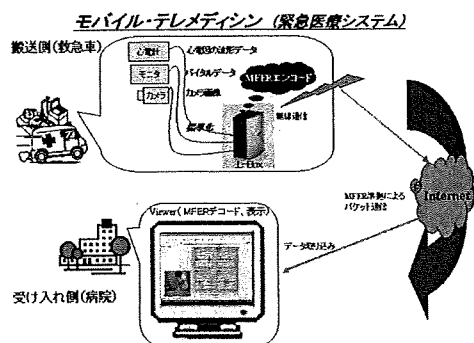 モバイル・テレメディシン (緊急医療システム)
搬送側(救急車)
心電計
心電図の波形データ
モニタ
バイタルデータ
カメラ
カメラ画像
MFERエンコード
無線通信
Internet
MFER準拠による
パケット通信
Viewer(MFERデコード、表示)
データ取り込み
受け入れ側(病院)